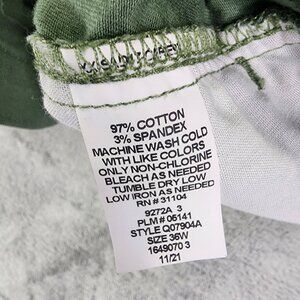 97% COTTON
3% SPANDEX
MACHINE WASH COLD
WITH LIKE COLORS
ONLY NON-CHLORINE
BLEACH AS NEEDED
TUMBLE DRY LOW
LOW IRON AS NEEDED
RN # 31104
9272A 3
PLM # 06141
STYLE Q07904A
SIZE 36W
1649070 3
11/21